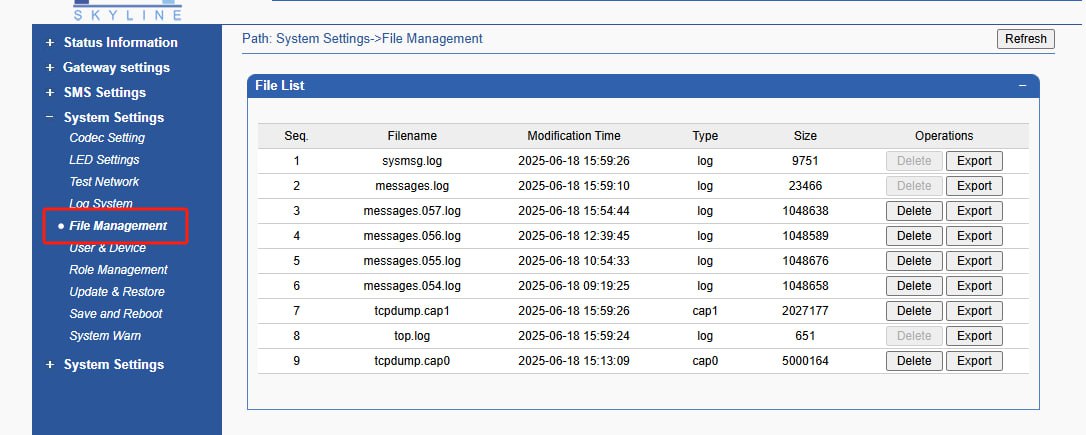 SKYLINE
+ Status Information
+ Gateway settings
+ SMS Settings
− System Settings
Codec Setting
LED Settings
Test Network
Log System
• File Management
User & Device
Role Management
Update & Restore
Save and Reboot
System Warn
+ System Settings
Path: System Settings->File Management Refresh
File List −
Seq. Filename Modification Time Type Size Operations
1 sysmsg.log 2025-06-18 15:59:26 log 9751 Delete Export
2 messages.log 2025-06-18 15:59:10 log 23466 Delete Export
3 messages.057.log 2025-06-18 15:54:44 log 1048638 Delete Export
4 messages.056.log 2025-06-18 12:39:45 log 1048589 Delete Export
5 messages.055.log 2025-06-18 10:54:33 log 1048676 Delete Export
6 messages.054.log 2025-06-18 09:19:25 log 1048658 Delete Export
7 tcpdump.cap1 2025-06-18 15:59:26 cap1 2027177 Delete Export
8 top.log 2025-06-18 15:59:24 log 651 Delete Export
9 tcpdump.cap0 2025-06-18 15:13:09 cap0 5000164 Delete Export